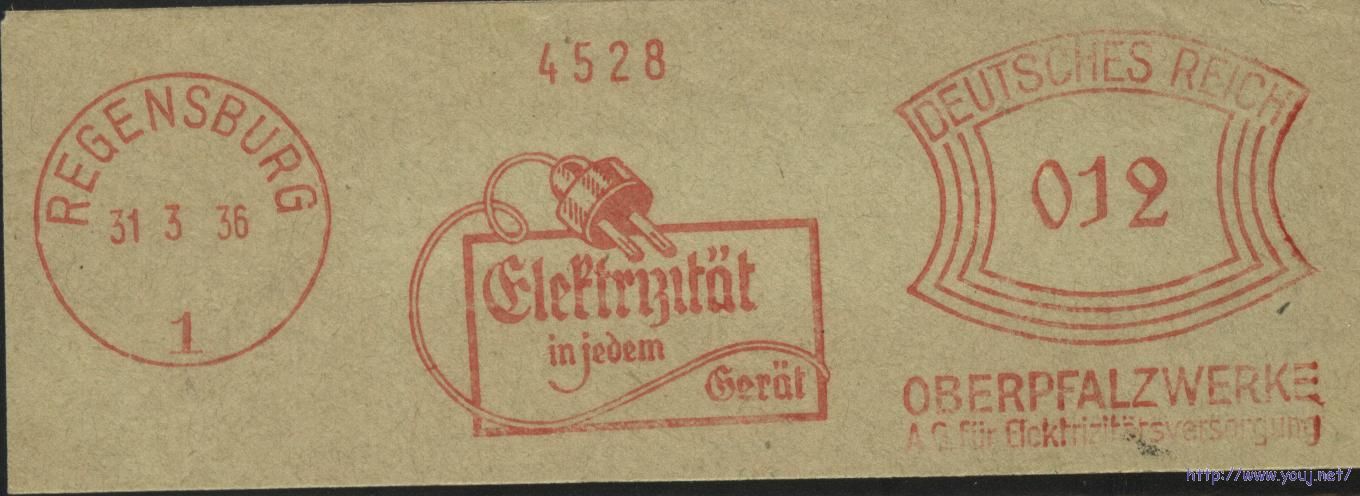 REGENSBURG
31 3 36
1
4528
Elektrizität
in jedem
Gerät
DEUTSCHES REICH
012
OBERPFALZWERKE
A.G. für Elektrizitätsversorgung
http://www.youj.net/